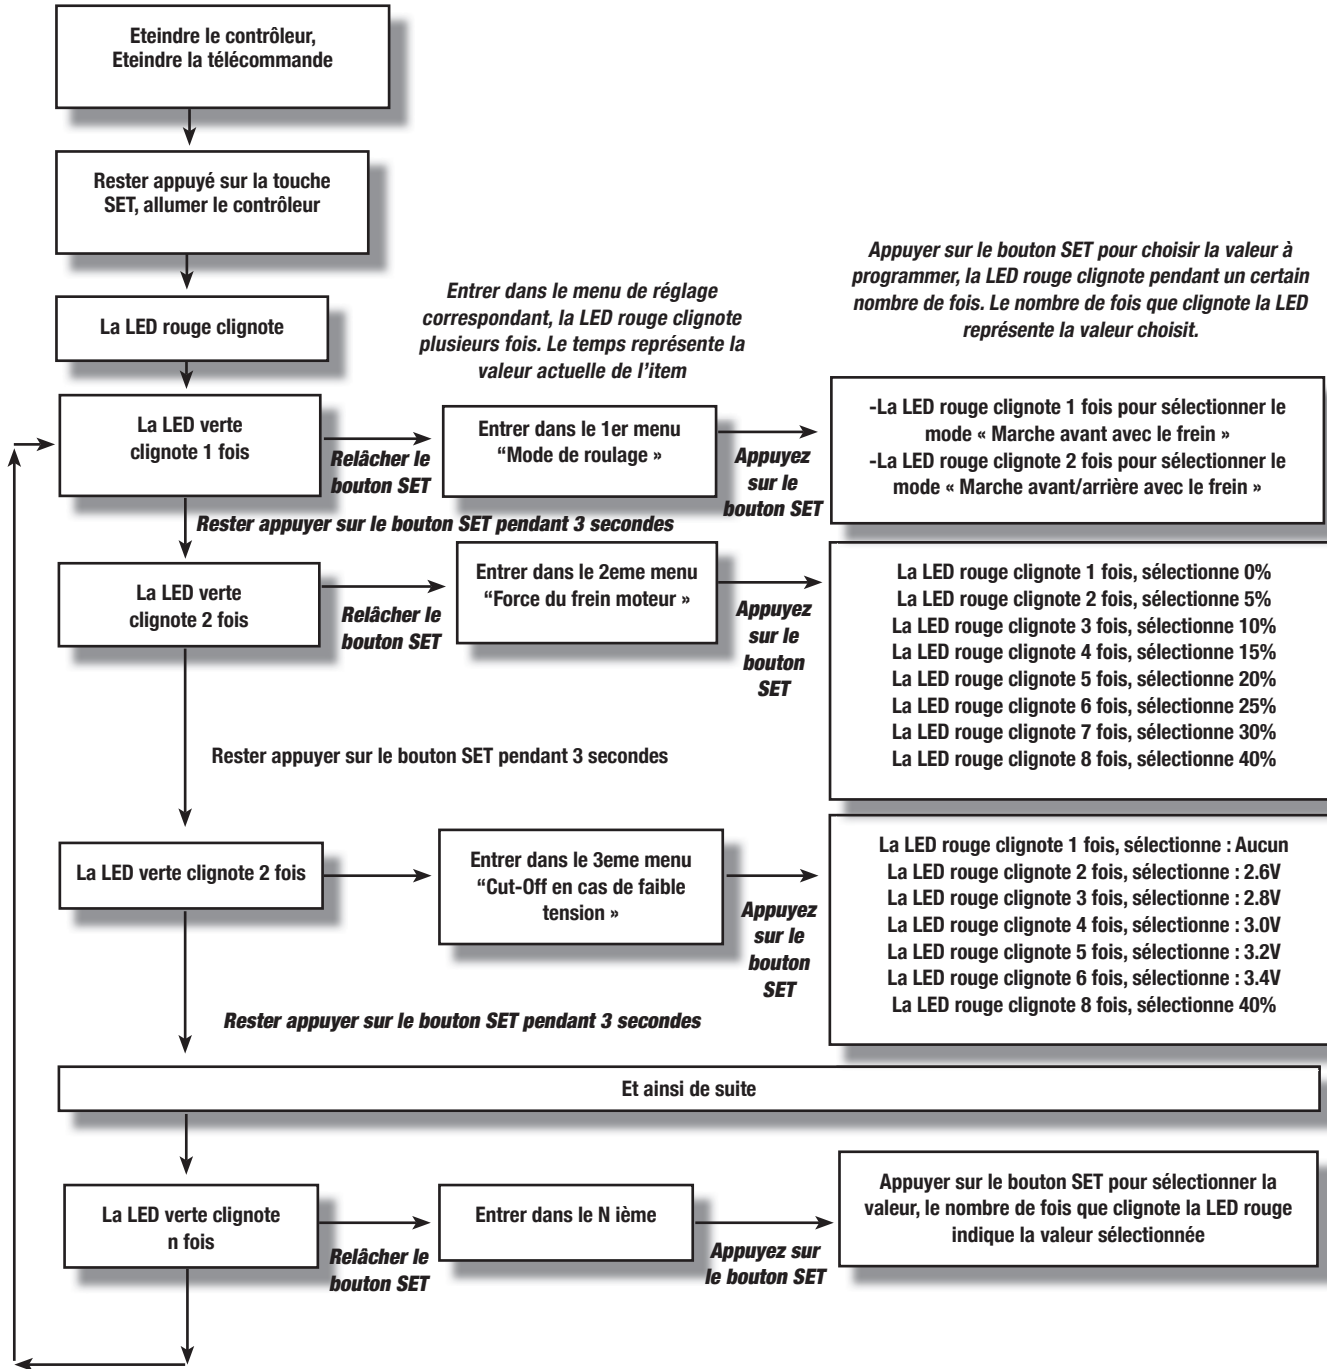 Eteindre le contrôleur,
Eteindre la télécommande
Rester appuyé sur la touche
SET, allumer le contrôleur
La LED rouge clignote
Entrer dans le menu de réglage
correspondant, la LED rouge clignote
plusieurs fois. Le temps représente la
valeur actuelle de l'item
Appuyer sur le bouton SET pour choisir la valeur à
programmer, la LED rouge clignote pendant un certain
nombre de fois. Le nombre de fois que clignote la LED
représente la valeur choisit.
La LED verte
clignote 1 fois
Relâcher le
bouton SET
Entrer dans le 1er menu
“Mode de roulage »
Appuyez
sur le
bouton SET
-La LED rouge clignote 1 fois pour sélectionner le
mode « Marche avant avec le frein »
-La LED rouge clignote 2 fois pour sélectionner le
mode « Marche avant/arrière avec le frein »
Rester appuyer sur le bouton SET pendant 3 secondes
La LED verte
clignote 2 fois
Relâcher le
bouton SET
Entrer dans le 2eme menu
“Force du frein moteur »
Appuyez
sur le
bouton
SET
La LED rouge clignote 1 fois, sélectionne 0%
La LED rouge clignote 2 fois, sélectionne 5%
La LED rouge clignote 3 fois, sélectionne 10%
La LED rouge clignote 4 fois, sélectionne 15%
La LED rouge clignote 5 fois, sélectionne 20%
La LED rouge clignote 6 fois, sélectionne 25%
La LED rouge clignote 7 fois, sélectionne 30%
La LED rouge clignote 8 fois, sélectionne 40%
Rester appuyer sur le bouton SET pendant 3 secondes
La LED verte clignote 2 fois
Entrer dans le 3eme menu
“Cut-Off en cas de faible
tension »
Appuyez
sur le
bouton
SET
La LED rouge clignote 1 fois, sélectionne : Aucun
La LED rouge clignote 2 fois, sélectionne : 2.6V
La LED rouge clignote 3 fois, sélectionne : 2.8V
La LED rouge clignote 4 fois, sélectionne : 3.0V
La LED rouge clignote 5 fois, sélectionne : 3.2V
La LED rouge clignote 6 fois, sélectionne : 3.4V
La LED rouge clignote 8 fois, sélectionne 40%
Rester appuyer sur le bouton SET pendant 3 secondes
Et ainsi de suite
La LED verte clignote
n fois
Relâcher le
bouton SET
Entrer dans le N ième
Appuyez sur
le bouton SET
Appuyer sur le bouton SET pour sélectionner la
valeur, le nombre de fois que clignote la LED rouge
indique la valeur sélectionnée